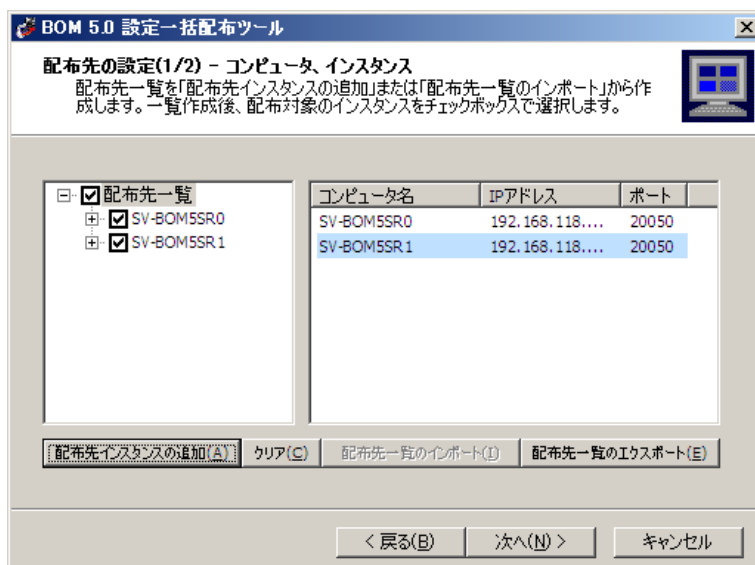 BOM 5.0 設定一括配布ツール
配布先の設定(1/2) - コンピュータ、インスタンス
配布先一覧を「配布先インスタンスの追加」または「配布先一覧のインポート」から作
成します。一覧作成後、配布対象のインスタンスをチェックボックスで選択します。
配布先一覧
SV-BOM5SR0
SV-BOM5SR1
コンピュータ名 IPアドレス ポート
SV-BOM5SR0 192.168.118.... 20050
SV-BOM5SR1 192.168.118.... 20050
配布先インスタンスの追加(A) クリア(C) 配布先一覧のインポート(I) 配布先一覧のエクスポート(E)
< 戻る(B) 次へ(N) > キャンセル